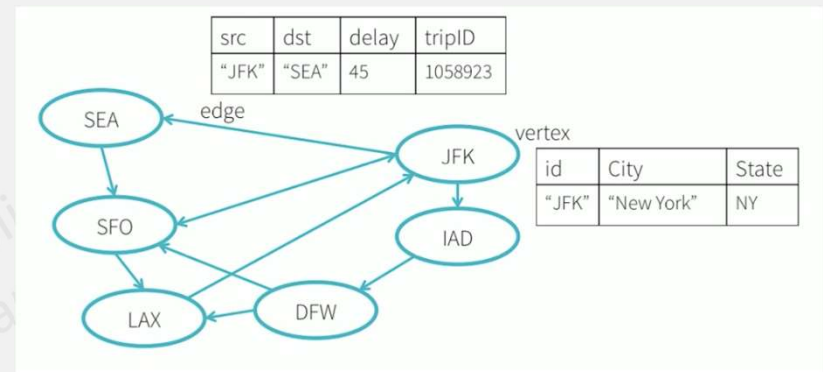 src dst delay tripID
“JFK” “SEA” 45 1058923
edge
SEA
vertex
JFK
id City State
“JFK” “New York” NY
SFO
IAD
LAX
DFW